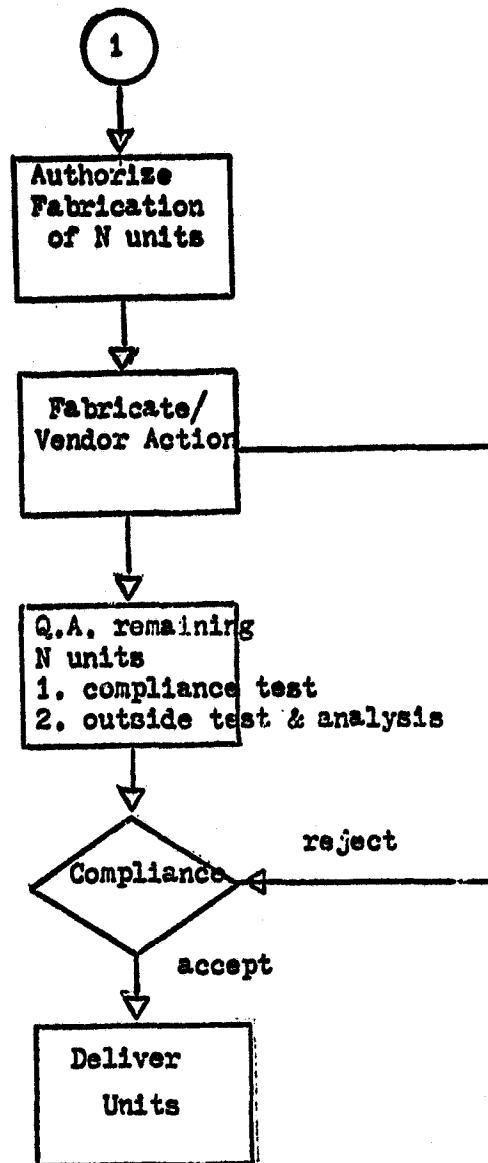 1
Authorize
Fabrication
of N units
Fabricate/
Vendor Action
Q.A. remaining
N units
1. compliance test
2. outside test & analysis
reject
Compliance
accept
Deliver
Units